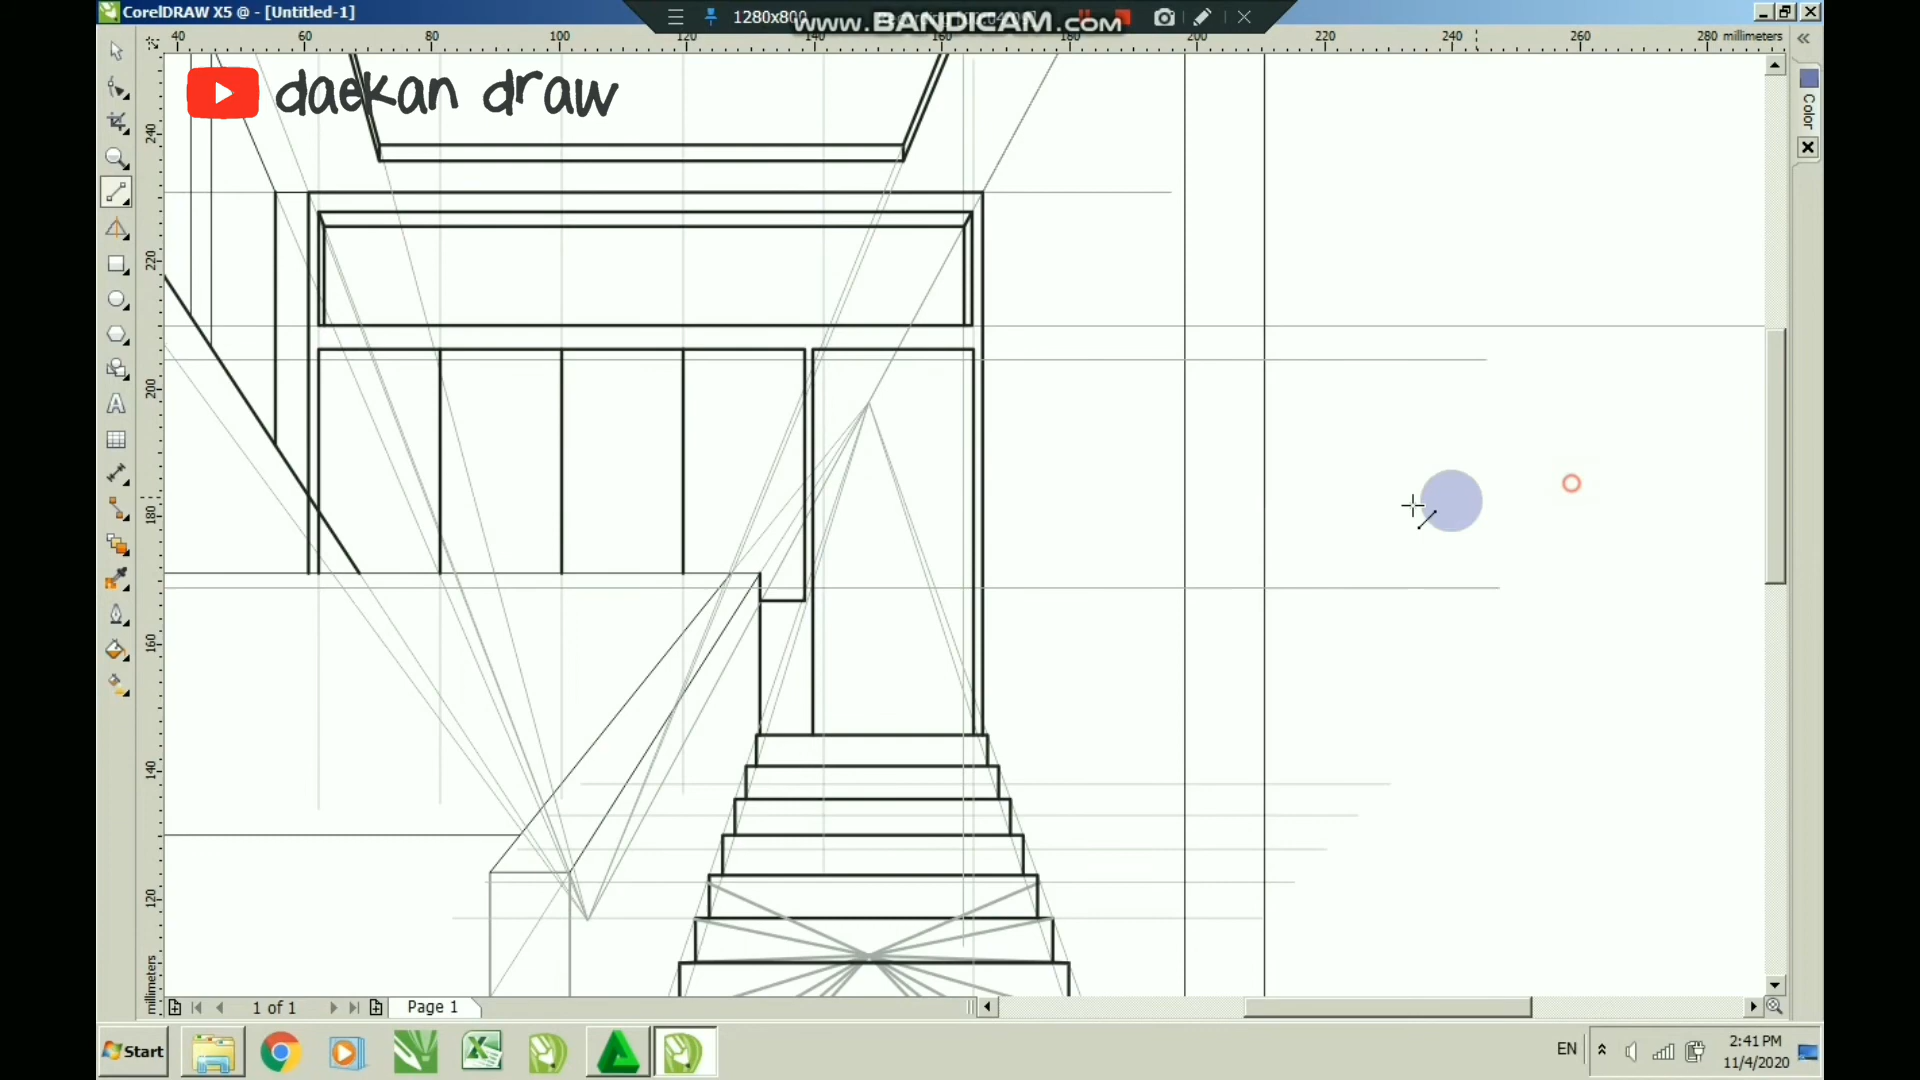 CorelDRAW X5 @ - [Untitled-1]
1280x800
www.BANDICAM.com
40 60 80 100 120 140 160 180 200 220 240 260 280 millimeters
daekan draw
Color
240
220
200
180
160
140
120
millimeters
1 of 1
Page 1
Start
EN
2:41 PM
11/4/2020